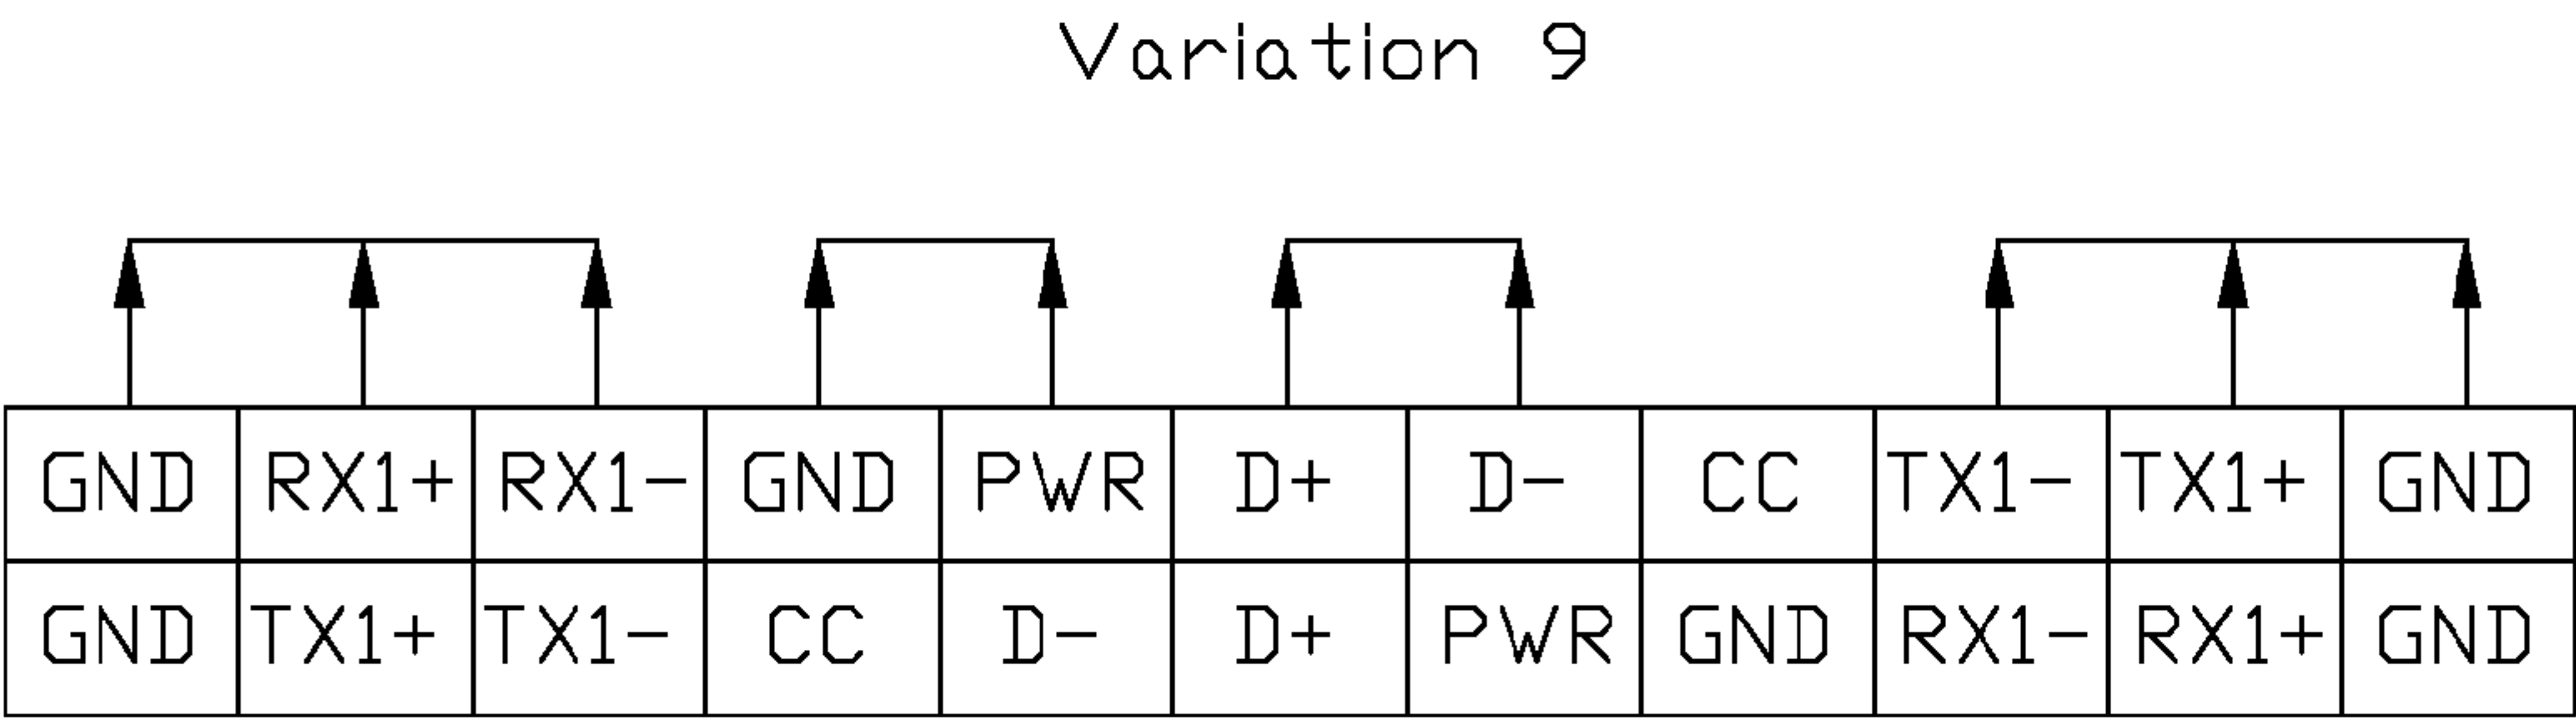 Variation 9
GND RX1+ RX1- GND PWR D+ D- CC TX1- TX1+ GND
GND TX1+ TX1- CC D- D+ PWR GND RX1- RX1+ GND